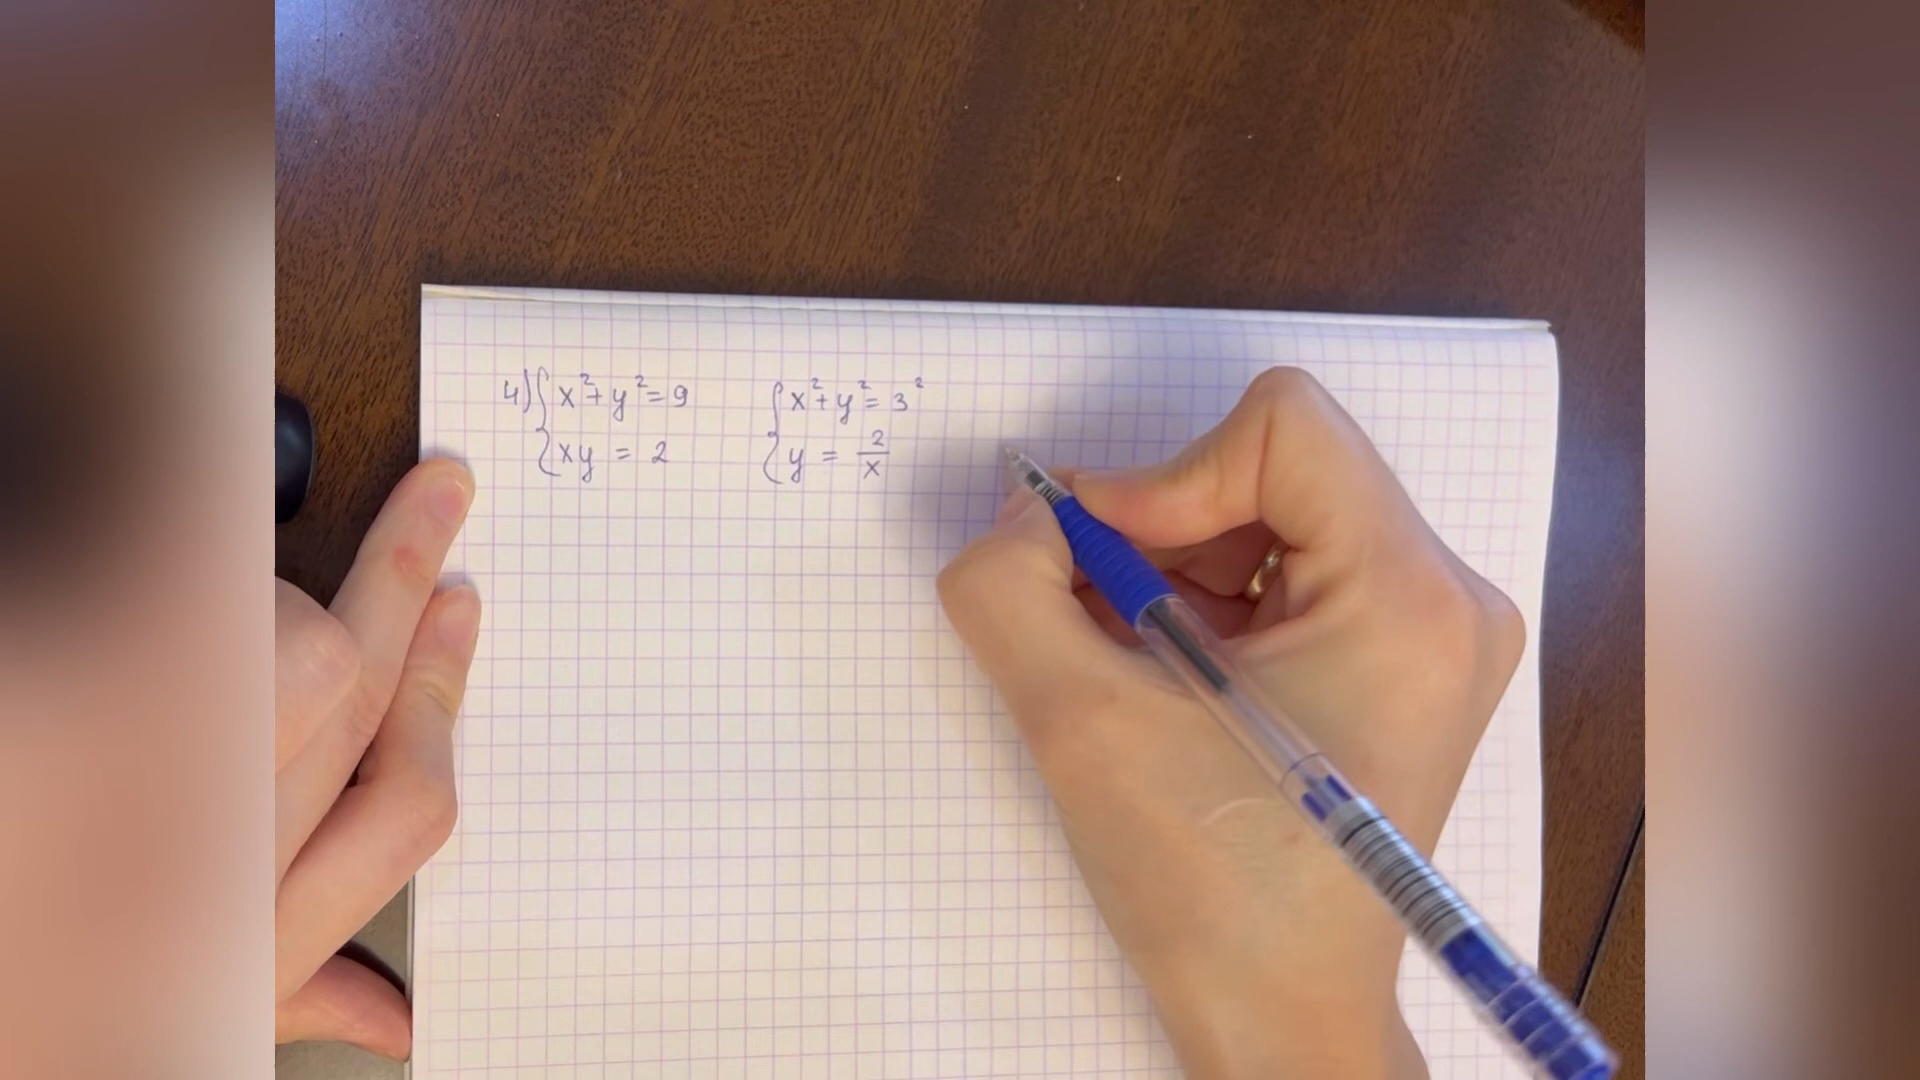 4) { x² + y² = 9    { x² + y² = 3²
{ xy = 2    { y = 2/x